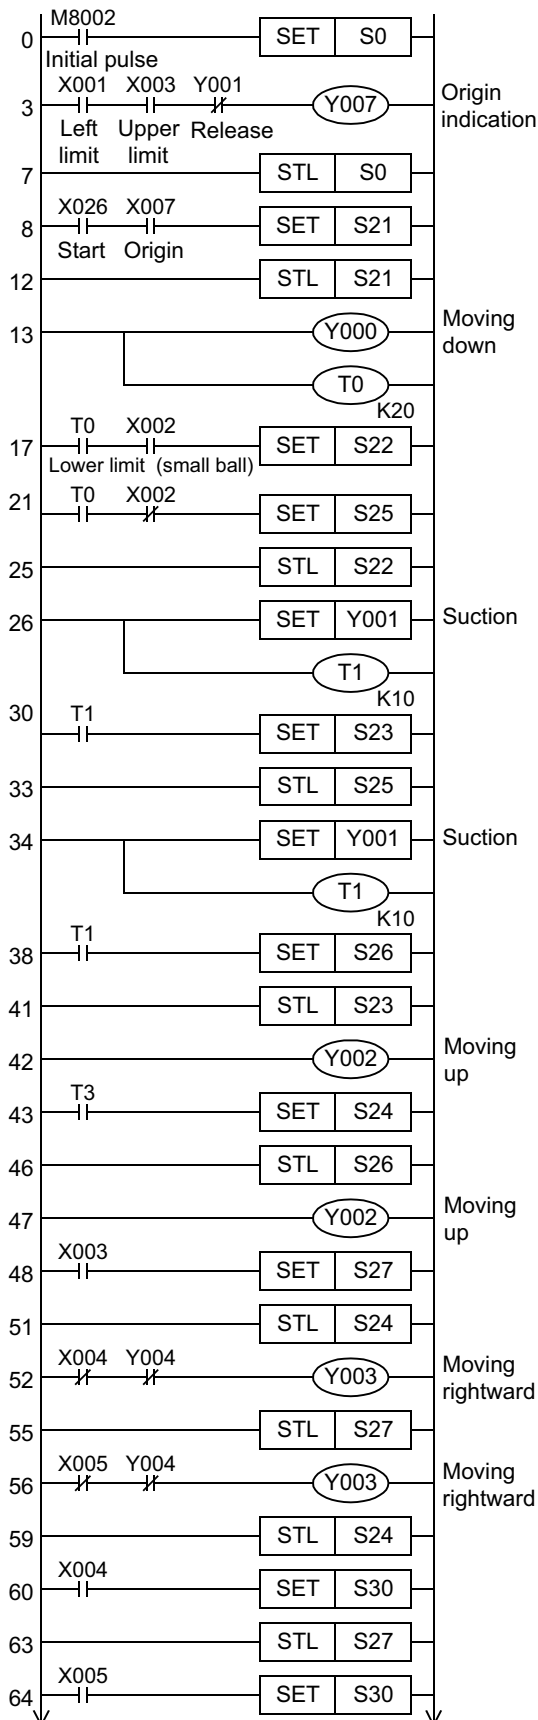 M8002
0 SET S0
Initial pulse
X001 X003 Y001
3 Y007 Origin indication
Left limit Upper limit Release
7 STL S0
X026 X007
8 SET S21
Start Origin
12 STL S21
13 Y000 Moving down
T0
K20
T0 X002
17 SET S22
Lower limit (small ball)
T0 X002
21 SET S25
25 STL S22
26 SET Y001 Suction
T1
K10
30 T1
SET S23
33 STL S25
34 SET Y001 Suction
T1
K10
T1
38 SET S26
41 STL S23
42 Y002 Moving up
T3
43 SET S24
46 STL S26
47 Y002 Moving up
X003
48 SET S27
51 STL S24
X004 Y004
52 Y003 Moving rightward
55 STL S27
X005 Y004
56 Y003 Moving rightward
59 STL S24
X004
60 SET S30
63 STL S27
X005
64 SET S30